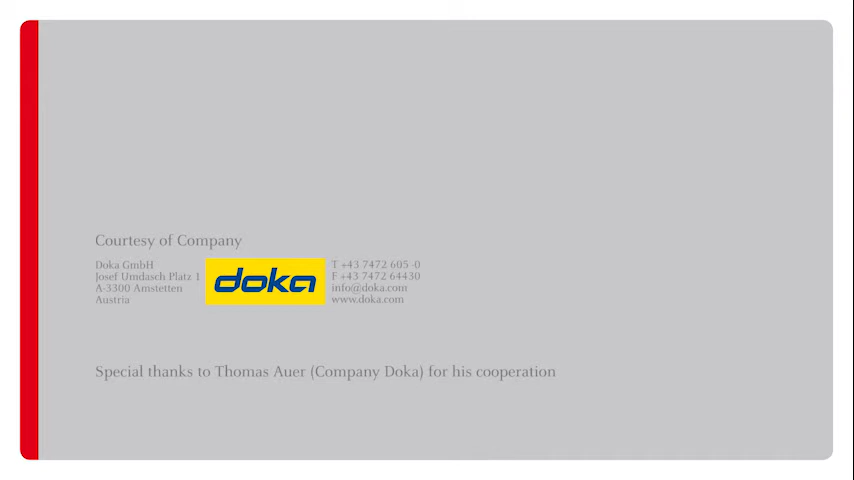 Courtesy of Company
Doka GmbH
Josef Umdasch Platz 1
A-3300 Amstetten
Austria
doka
T +43 7472 605 -0
F +43 7472 64430
info@doka.com
www.doka.com
Special thanks to Thomas Auer (Company Doka) for his cooperation